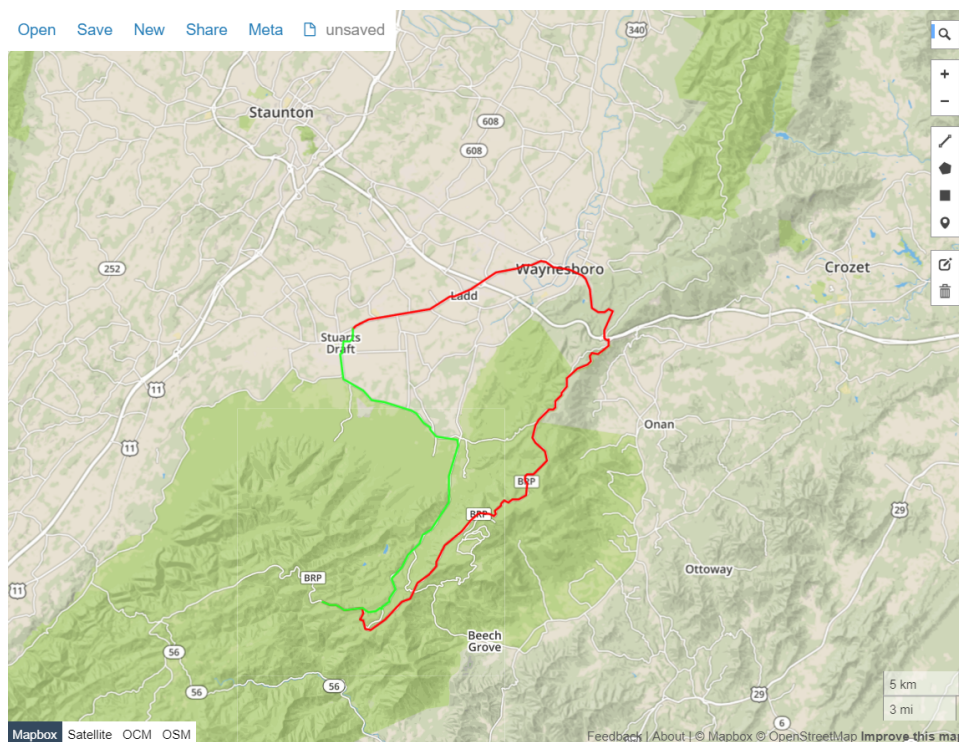 Open Save New Share Meta unsaved
340
Staunton
608
608
252
Waynesboro
Crozet
Ladd
Stuarts
Draft
11
11
Onan
BRP
29
BRP
Ottoway
BRP
11
Beech
Grove
56
56
56
29
6
5 km
3 mi
Mapbox Satellite OCM OSM
Feedback | About | © Mapbox © OpenStreetMap Improve this map